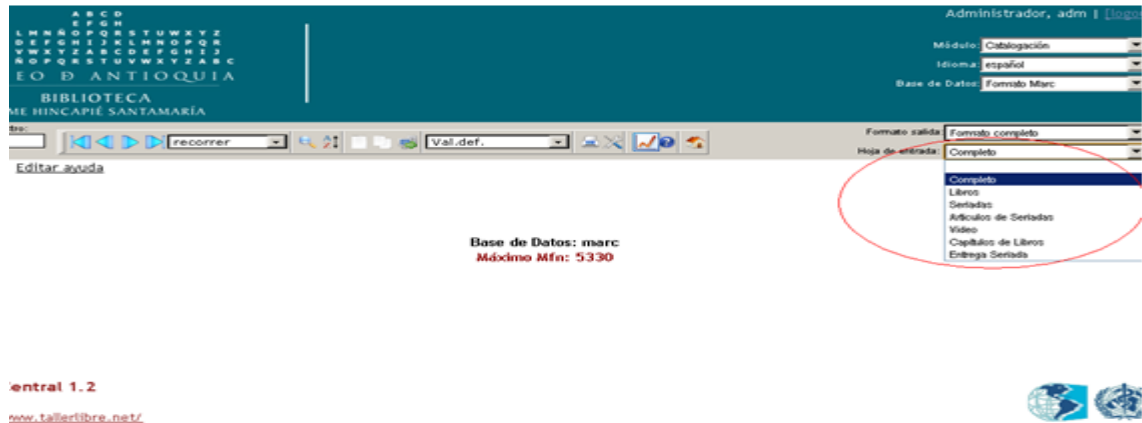 A B C D
E F G H
L M N Ñ O P Q R S T U W X Y Z
D E F G H I J K L M N O P Q R
V W X Y Z A B C D E F G H I J
Ñ O P Q R S T U V W X Y Z A B C
EO D ANTIOQUIA
BIBLIOTECA
ME HINCAPIÉ SANTAMARÍA
Administrador, adm | [logo
Módulo: Catalogación
Idioma: español
Base de Datos: Formato Marc
recorrer
Val.def.
Formato salida: Formato completo
Hoja de entrada: Completo
Editar ayuda
Completo
Libros
Seriadas
Articulos de Seriadas
Video
Capítulos de Libros
Entrega Seriada
Base de Datos: marc
Máximo Mfn: 5330
entral 1.2
www.tallerlibre.net/